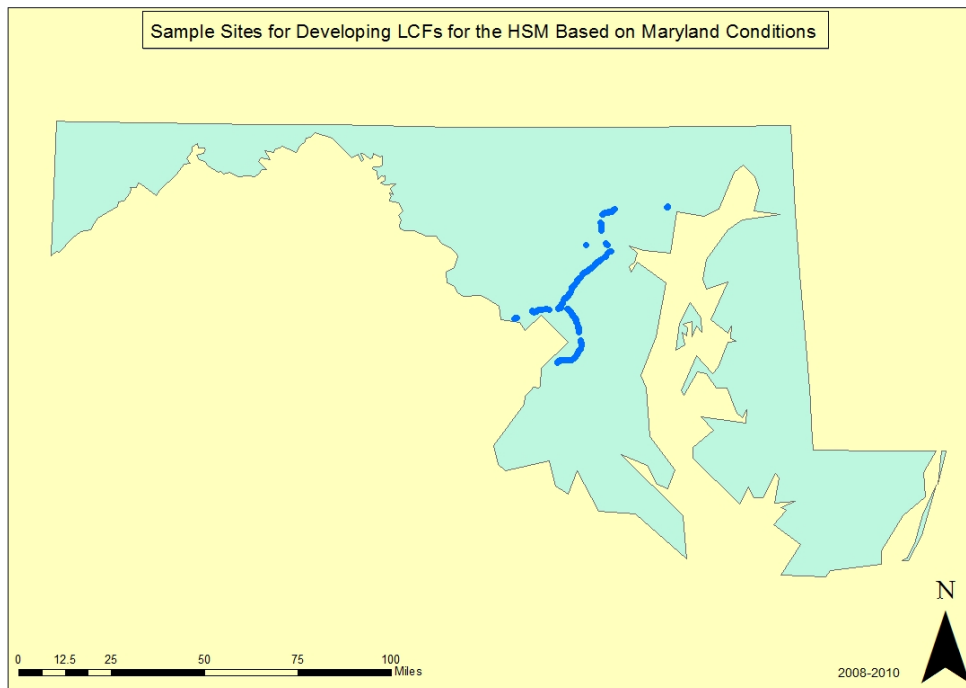 Sample Sites for Developing LCFs for the HSM Based on Maryland Conditions
N
0 12.5 25 50 75 100
Miles
2008-2010